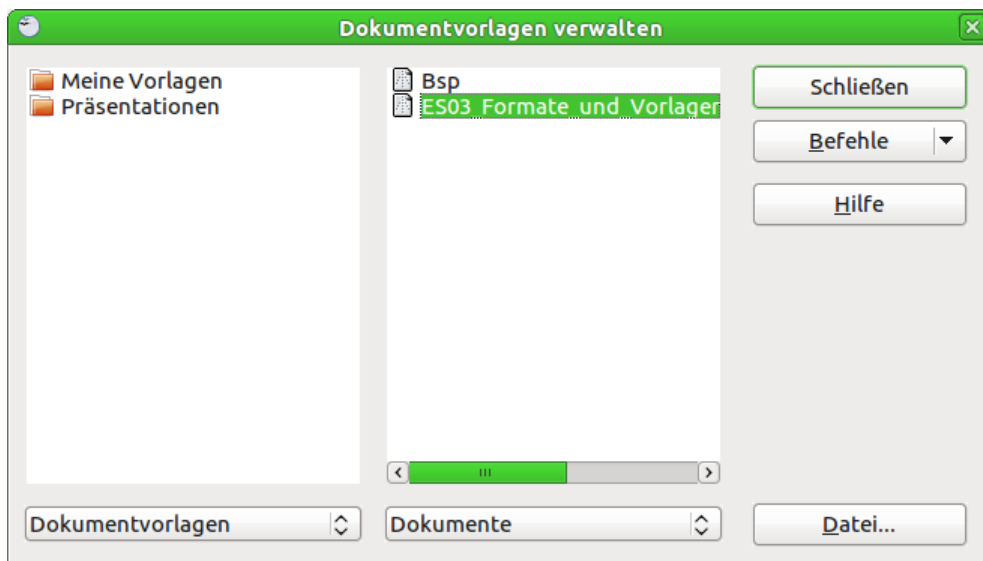 Dokumentvorlagen verwalten
Meine Vorlagen
Präsentationen
Bsp
ES03_Formate_und_Vorlagen
Schließen
Befehle
Hilfe
Dokumentvorlagen
Dokumente
Datei...